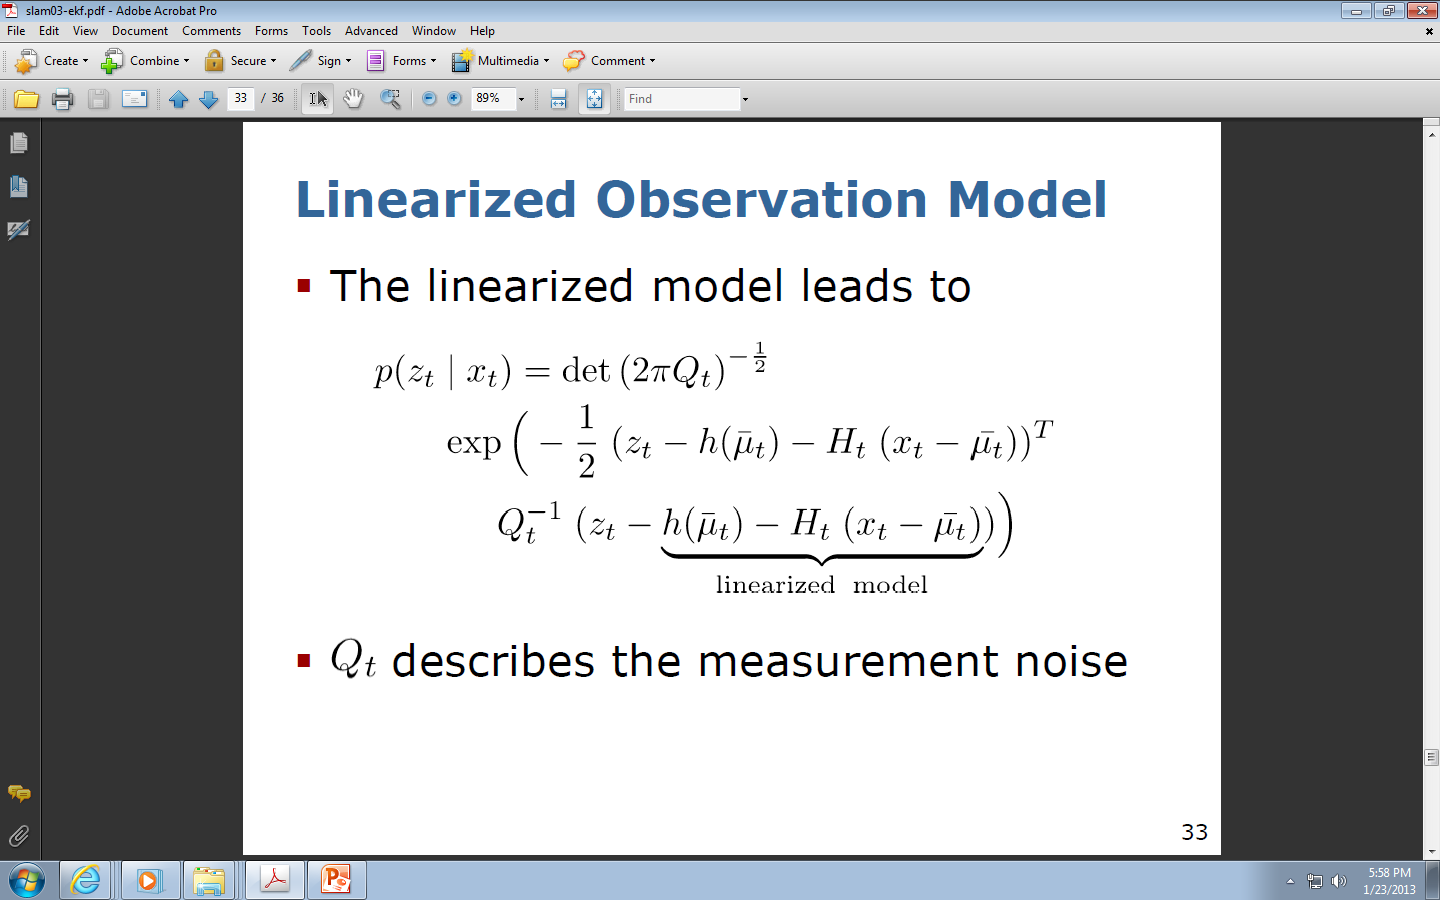 slam03-ekf.pdf - Adobe Acrobat Pro
File Edit View Document Comments Forms Tools Advanced Window Help
Create Combine Secure Sign Forms Multimedia Comment
33 / 36 89% Find
Linearized Observation Model
▪ The linearized model leads to
p(z_t | x_t) = det (2πQ_t)^{-1/2}
exp ( − 1/2 (z_t − h(μ̄_t) − H_t (x_t − μ̄_t))^T
Q_t^{−1} (z_t − h(μ̄_t) − H_t (x_t − μ̄_t)) )
linearized model
▪ Q_t describes the measurement noise
33
5:58 PM
1/23/2013